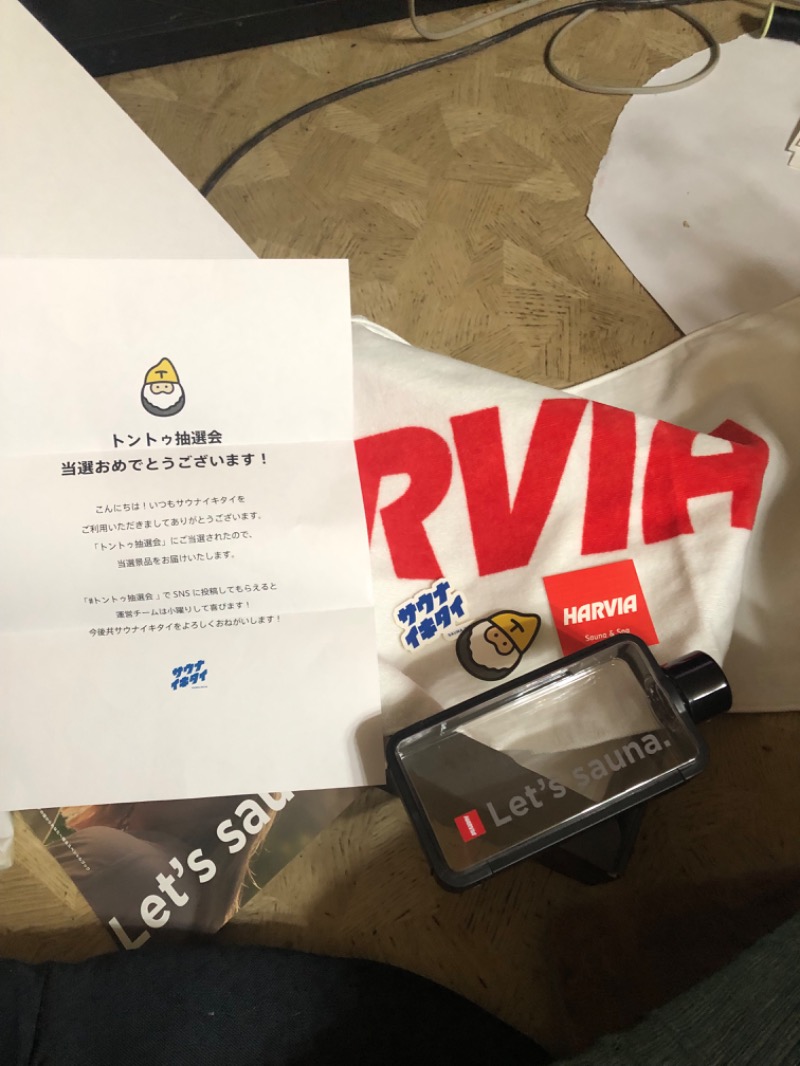 トントゥ抽選会
当選おめでとうございます！
こんにちは！いつもサウナイキタイを
ご利用いただきましてありがとうございます。
「トントゥ抽選会」にご当選されたので、
当選景品をお届けいたします。
「#トントゥ抽選会 」でSNSに投稿してもらえると
運営チームは小躍りして喜びます！
今後共サウナイキタイをよろしくおねがいします！
サウナ
イキタイ
RVIA
サウナ
イキタイ
T
HARVIA
Sauna & Spa
HARVIA
Let's sauna.
Let's sau